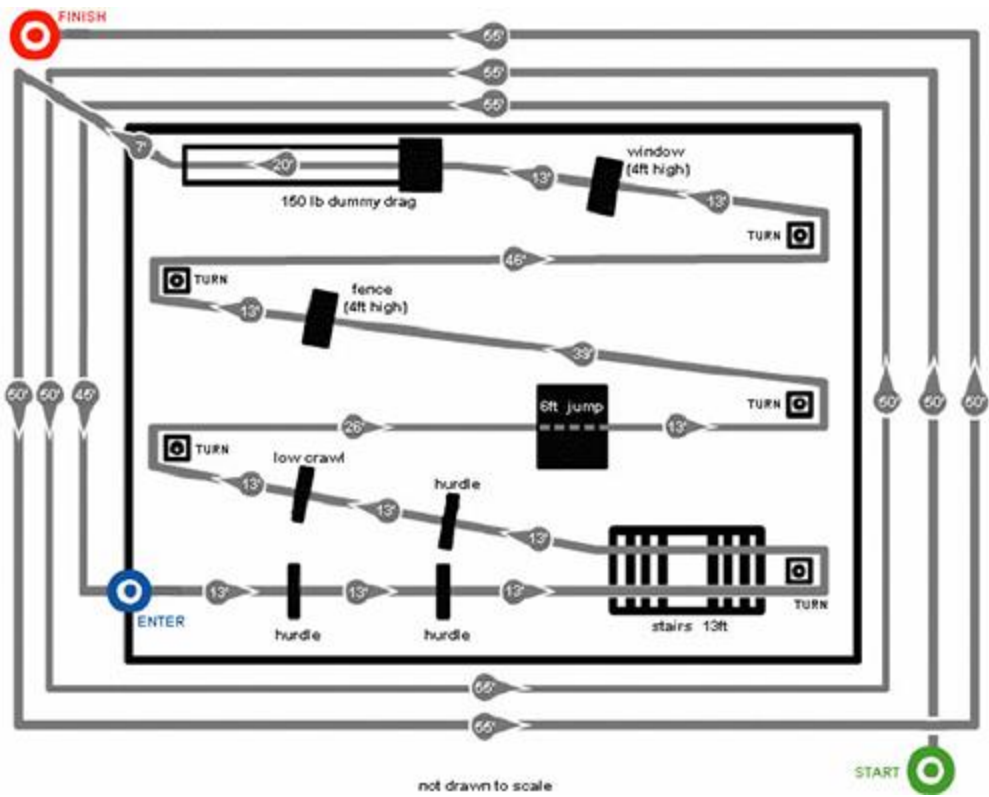 FINISH
55'
55'
55'
7'
20'
150 lb dummy drag
13'
window
(4ft high)
13'
TURN
46'
TURN
13'
fence
(4ft high)
39'
TURN
50'
50'
45'
50'
50'
50'
6ft jump
26'
13'
TURN
low crawl
hurdle
13'
13'
13'
TURN
13'
13'
13'
ENTER
hurdle
hurdle
stairs 13ft
55'
55'
START
not drawn to scale